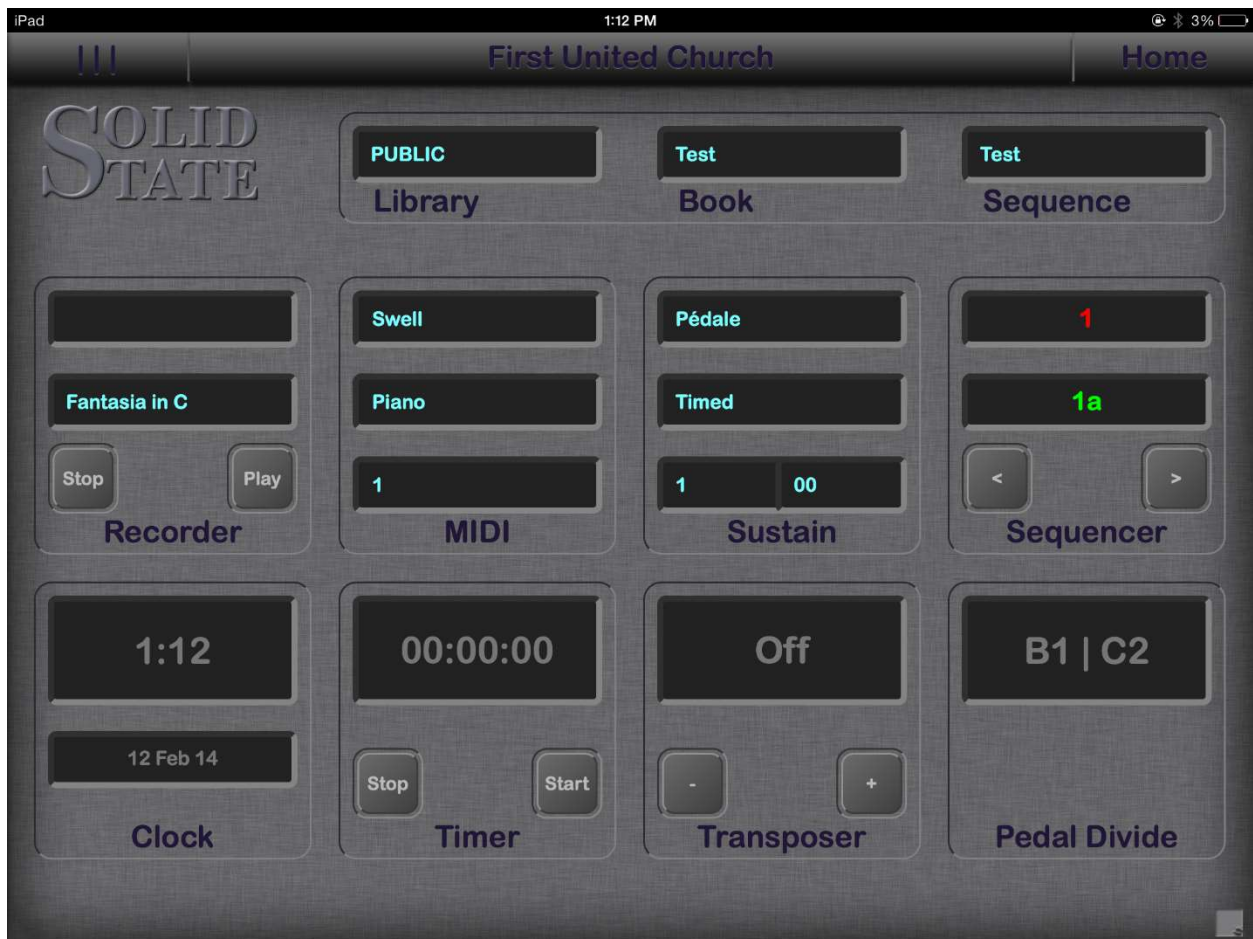 iPad 1:12 PM 3%
||| First United Church Home
SOLID
STATE
PUBLIC Test Test
Library Book Sequence
Swell Pédale 1
Fantasia in C Piano Timed 1a
Stop Play 1 1 00 < >
Recorder MIDI Sustain Sequencer
1:12 00:00:00 Off B1 | C2
12 Feb 14 Stop Start - +
Clock Timer Transposer Pedal Divide